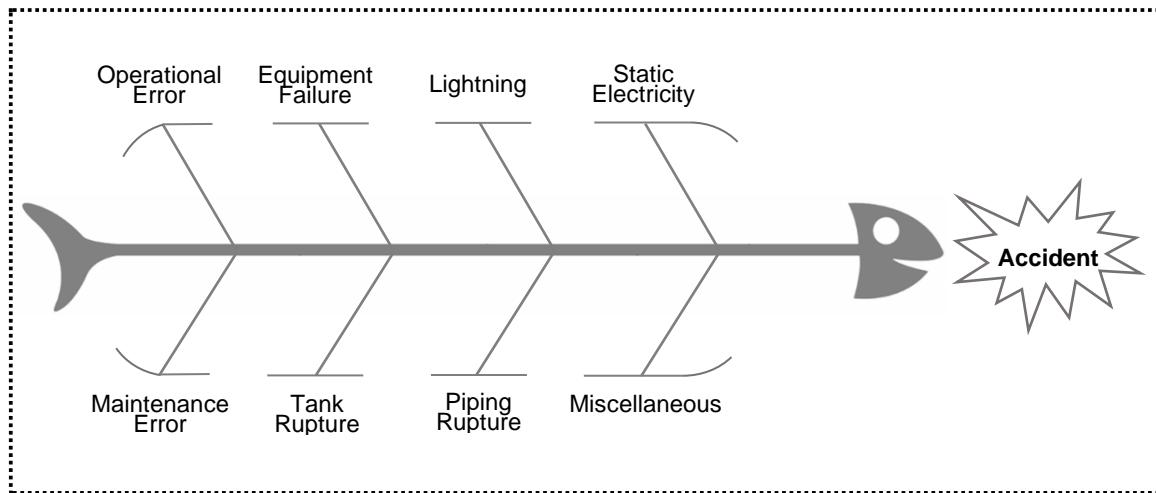 Operational
Error
Equipment
Failure
Lightning
Static
Electricity
Accident
Maintenance
Error
Tank
Rupture
Piping
Rupture
Miscellaneous